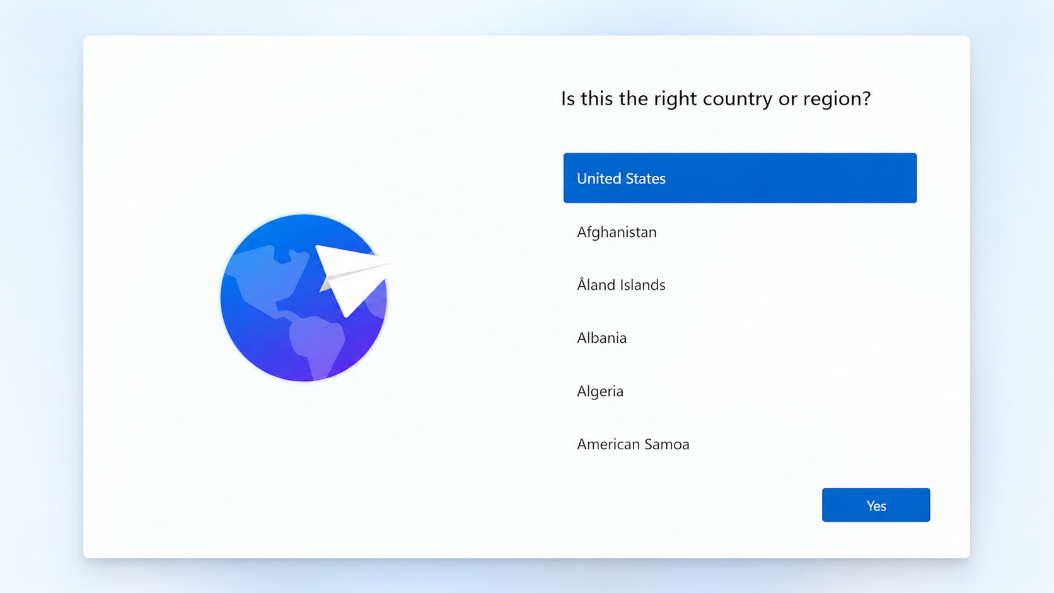 Is this the right country or region?
United States
Afghanistan
Åland Islands
Albania
Algeria
American Samoa
Yes